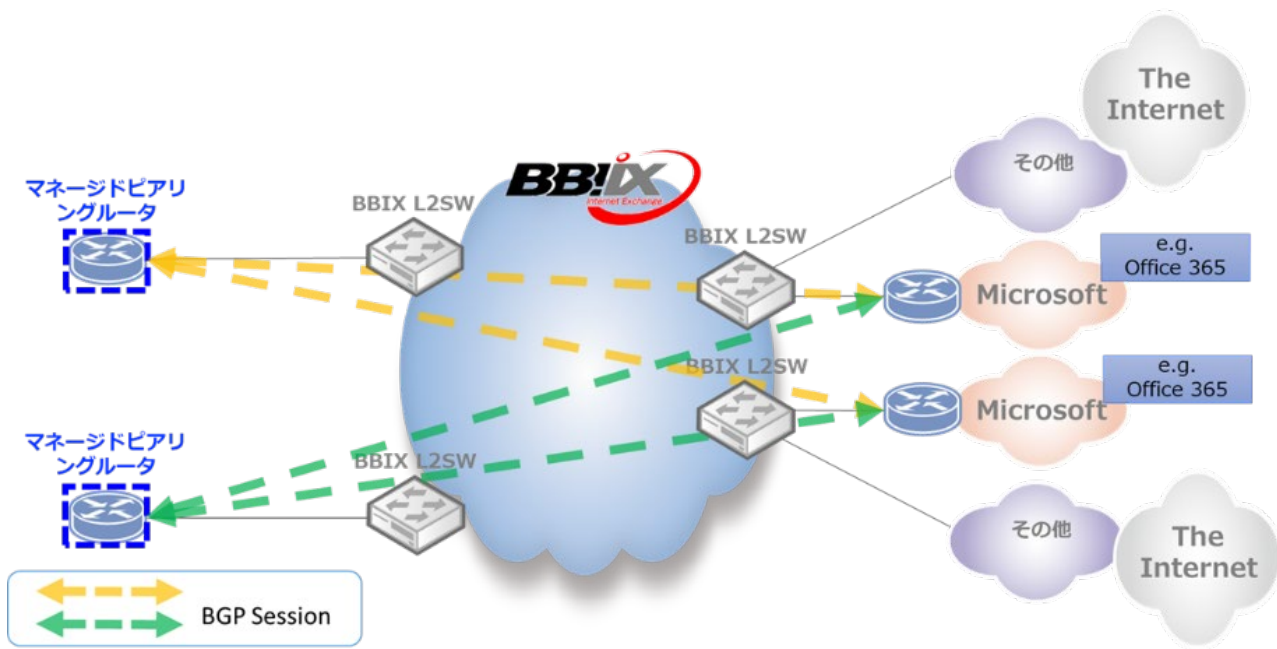 The
Internet
その他
BB!iX
Internet Exchange
マネージドピアリ
ングルータ
BBIX L2SW
BBIX L2SW
e.g.
Office 365
Microsoft
BBIX L2SW
e.g.
Office 365
Microsoft
マネージドピアリ
ングルータ
BBIX L2SW
その他
The
Internet
BGP Session